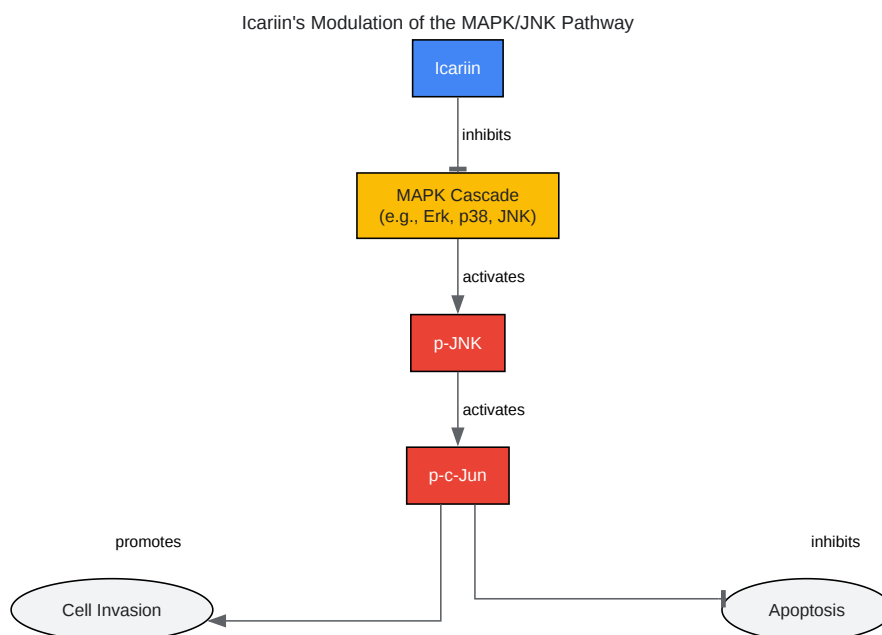 Icariin's Modulation of the MAPK/JNK Pathway
Icariin
inhibits
MAPK Cascade
(e.g., Erk, p38, JNK)
activates
p-JNK
activates
p-c-Jun
promotes
inhibits
Cell Invasion
Apoptosis